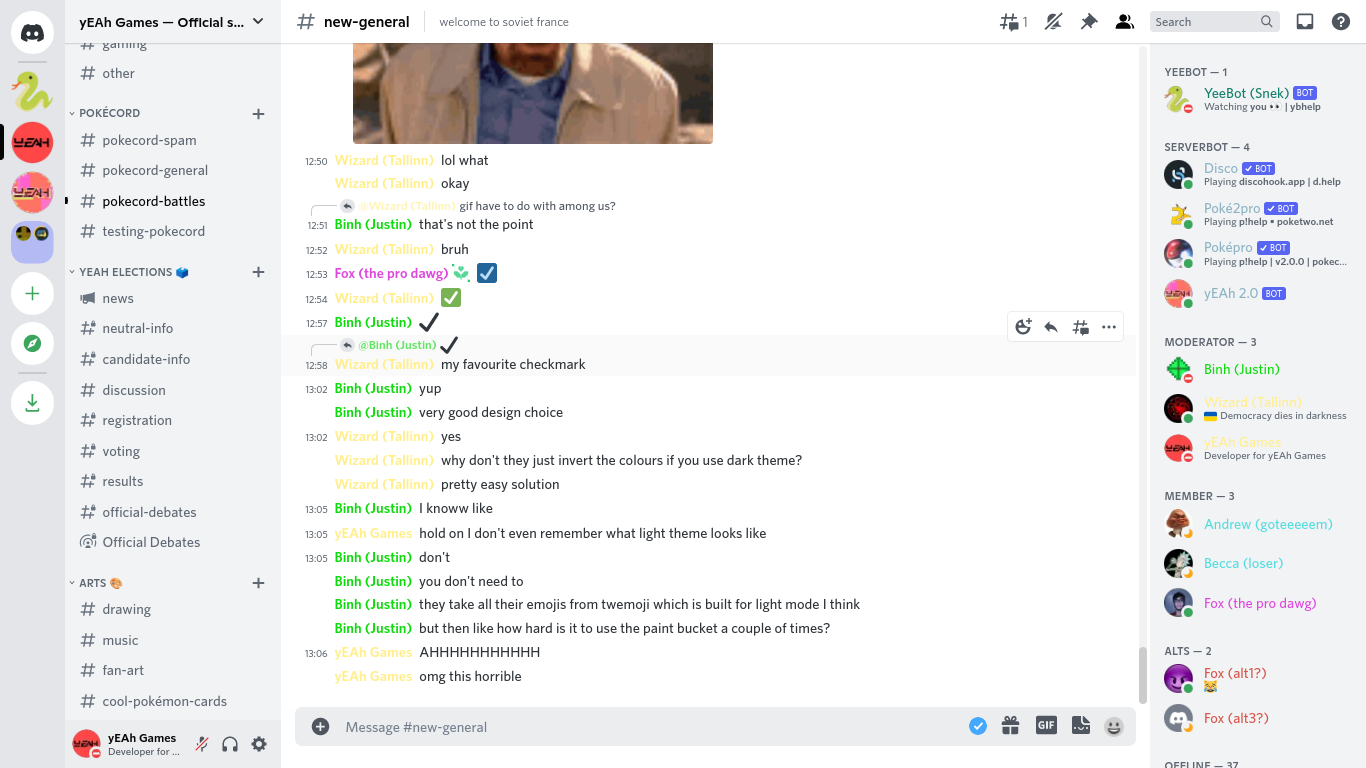 yEAh Games — Official s...
gaming
other
POKÉCORD
pokecord-spam
pokecord-general
pokecord-battles
testing-pokecord
YEAH ELECTIONS
news
neutral-info
candidate-info
discussion
registration
voting
results
official-debates
Official Debates
ARTS
drawing
music
fan-art
cool-pokémon-cards
yEAh Games
Developer for ...
new-general
welcome to soviet france
1
Search
12:50 Wizard (Tallinn) lol what
Wizard (Tallinn) okay
@Wizard (Tallinn) gif have to do with among us?
12:51 Binh (Justin) that's not the point
12:52 Wizard (Tallinn) bruh
12:53 Fox (the pro dawg)
12:54 Wizard (Tallinn)
12:57 Binh (Justin)
@Binh (Justin)
12:58 Wizard (Tallinn) my favourite checkmark
13:02 Binh (Justin) yup
Binh (Justin) very good design choice
13:02 Wizard (Tallinn) yes
Wizard (Tallinn) why don't they just invert the colours if you use dark theme?
Wizard (Tallinn) pretty easy solution
13:05 Binh (Justin) I knoww like
13:05 yEAh Games hold on I don't even remember what light theme looks like
13:05 Binh (Justin) don't
Binh (Justin) you don't need to
Binh (Justin) they take all their emojis from twemoji which is built for light mode I think
Binh (Justin) but then like how hard is it to use the paint bucket a couple of times?
13:06 yEAh Games AHHHHHHHHHHH
yEAh Games omg this horrible
Message #new-general
GIF
YEEBOT — 1
YeeBot (Snek) BOT
Watching you 👀 | ybhelp
SERVERBOT — 4
Disco ✔ BOT
Playing discohook.app | d.help
Poké2pro ✔ BOT
Playing p!help • poketwo.net
Poképro ✔ BOT
Playing p!help | v2.0.0 | pokec...
yEAh 2.0 BOT
MODERATOR — 3
Binh (Justin)
Wizard (Tallinn)
Democracy dies in darkness
yEAh Games
Developer for yEAh Games
MEMBER — 3
Andrew (goteeeeem)
Becca (loser)
Fox (the pro dawg)
ALTS — 2
Fox (alt1?)
Fox (alt3?)
OFFLINE — 37